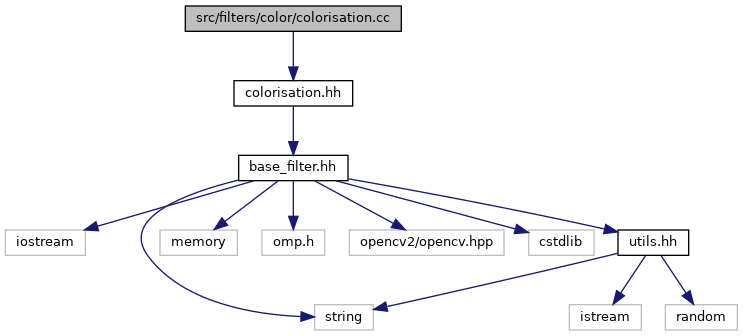 src/filters/color/colorisation.cc
colorisation.hh
base_filter.hh
iostream
memory
omp.h
opencv2/opencv.hpp
cstdlib
utils.hh
string
istream
random